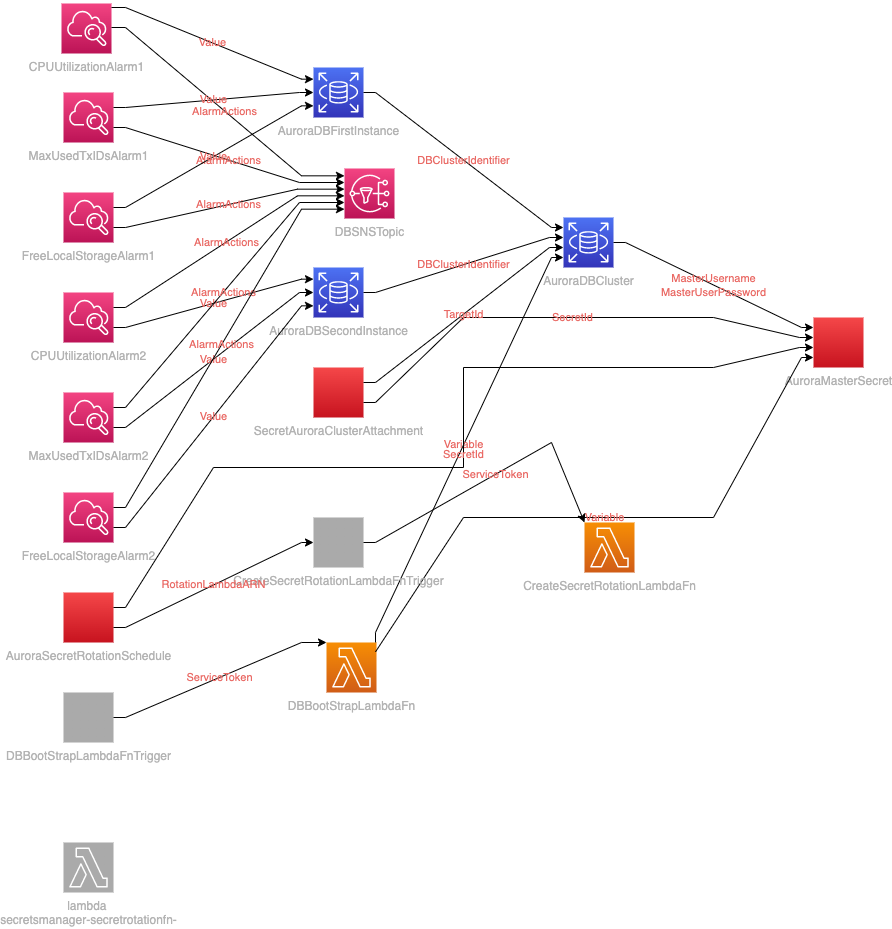 Value
CPUUtilizationAlarm1
Value
AlarmActions
AuroraDBFirstInstance
MaxUsedTxIDsAlarm1
Value
AlarmActions
DBClusterIdentifier
AlarmActions
DBSNSTopic
FreeLocalStorageAlarm1
AlarmActions
DBClusterIdentifier
AuroraDBCluster
MasterUsername
MasterUserPassword
AlarmActions
Value
AuroraDBSecondInstance
TargetId
SecretId
CPUUtilizationAlarm2
AlarmActions
Value
AuroraMasterSecret
Value
SecretAuroraClusterAttachment
Variable
SecretId
MaxUsedTxIDsAlarm2
ServiceToken
Variable
FreeLocalStorageAlarm2
RotationLambdaARN
CreateSecretRotationLambdaFnTrigger
CreateSecretRotationLambdaFn
AuroraSecretRotationSchedule
ServiceToken
DBBootStrapLambdaFn
DBBootStrapLambdaFnTrigger
lambda
secretsmanager-secretrotationfn-